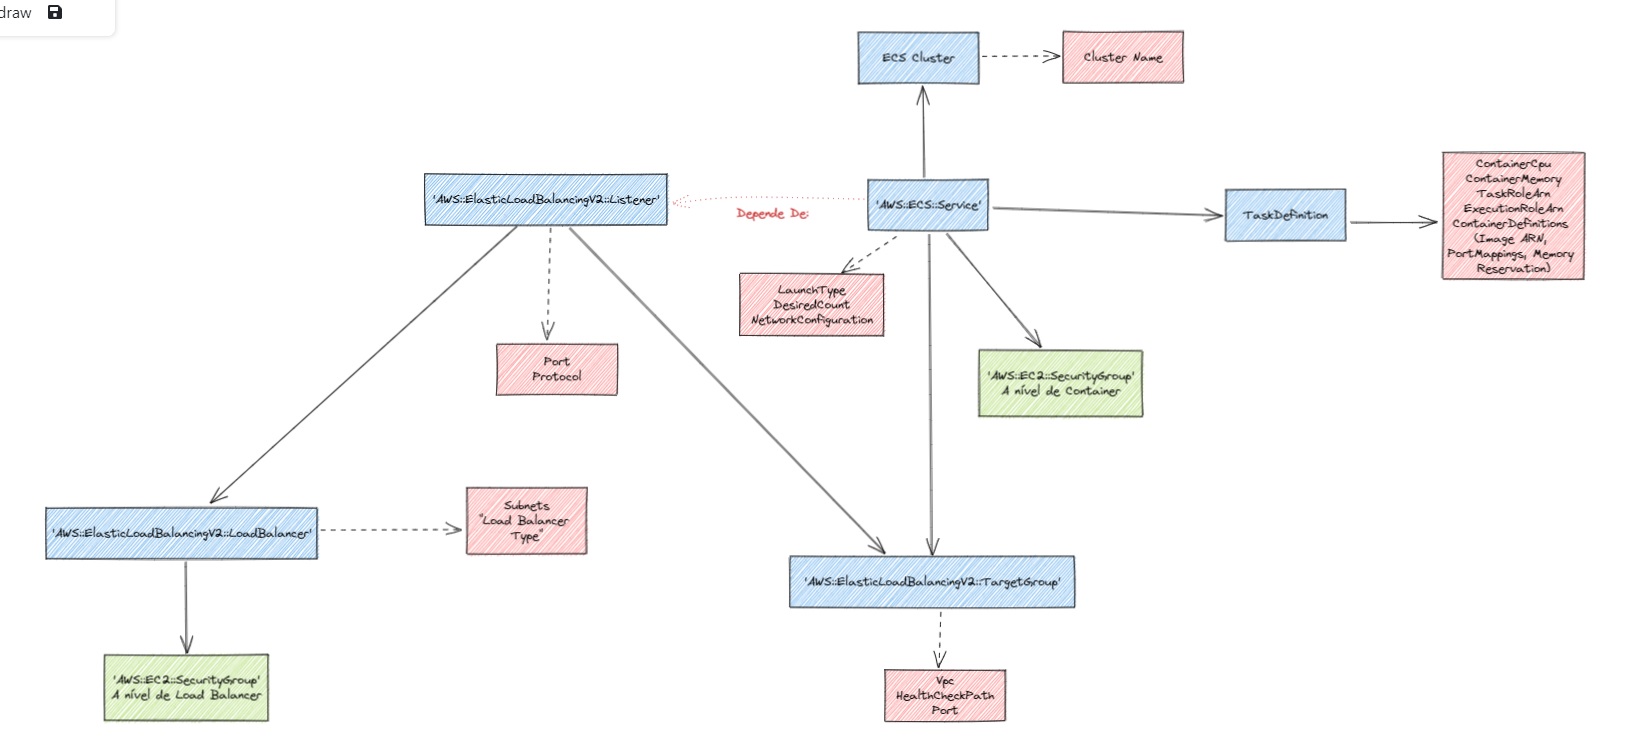 draw
ECS Cluster
Cluster Name
'AWS::ElasticLoadBalancingV2::Listener'
Depende De:
'AWS::ECS::Service'
TaskDefinition
ContainerCpu
ContainerMemory
TaskRoleArn
ExecutionRoleArn
ContainerDefinitions
(Image ARN,
PortMappings, Memory
Reservation)
LaunchType
DesiredCount
NetworkConfiguration
Port
Protocol
'AWS::EC2::SecurityGroup'
A nível de Container
'AWS::ElasticLoadBalancingV2::LoadBalancer'
Subnets
"Load Balancer
Type"
'AWS::ElasticLoadBalancingV2::TargetGroup'
'AWS::EC2::SecurityGroup'
A nível de Load Balancer
Vpc
HealthCheckPath
Port